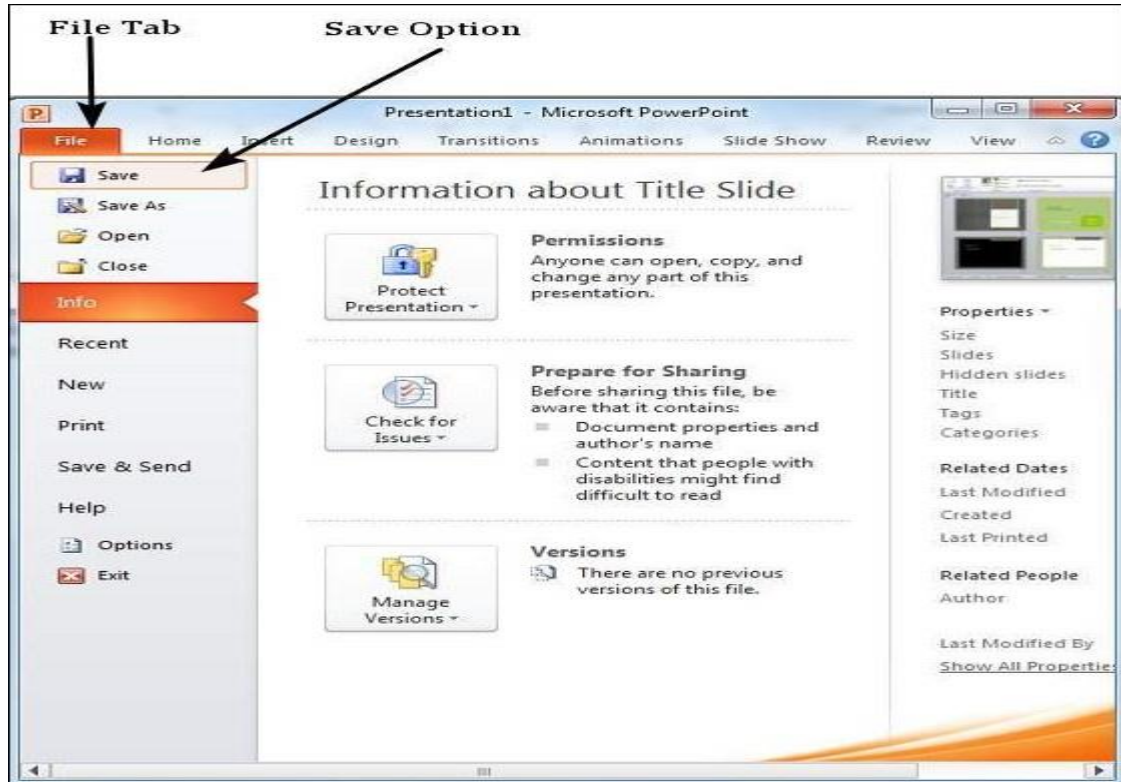 File Tab
Save Option
Presentation1 - Microsoft PowerPoint
File Home Insert Design Transitions Animations Slide Show Review View
Save
Save As
Open
Close
Info
Recent
New
Print
Save & Send
Help
Options
Exit
Information about Title Slide
Protect
Presentation
Permissions
Anyone can open, copy, and
change any part of this
presentation.
Check for
Issues
Prepare for Sharing
Before sharing this file, be
aware that it contains:
Document properties and
author's name
Content that people with
disabilities might find
difficult to read
Manage
Versions
Versions
There are no previous
versions of this file.
Properties
Size
Slides
Hidden slides
Title
Tags
Categories
Related Dates
Last Modified
Created
Last Printed
Related People
Author
Last Modified By
Show All Propertie